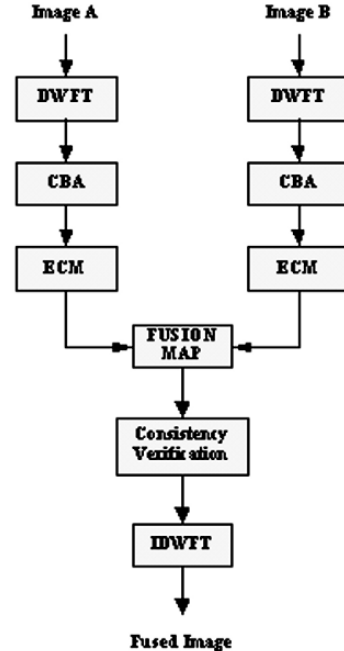 Image A
Image B
DWFT
DWFT
CBA
CBA
ECM
ECM
FUSION
MAP
Consistency
Verification
IDWFT
Fused Image